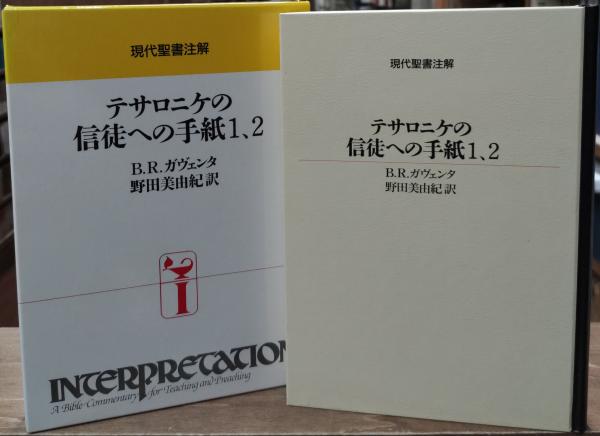 現代聖書注解
テサロニケの
信徒への手紙1、2
B.R.ガヴェンタ
野田美由紀訳
INTERPRETATION
A Bible Commentary for Teaching and Preaching
現代聖書注解
テサロニケの
信徒への手紙1、2
B.R.ガヴェンタ
野田美由紀訳